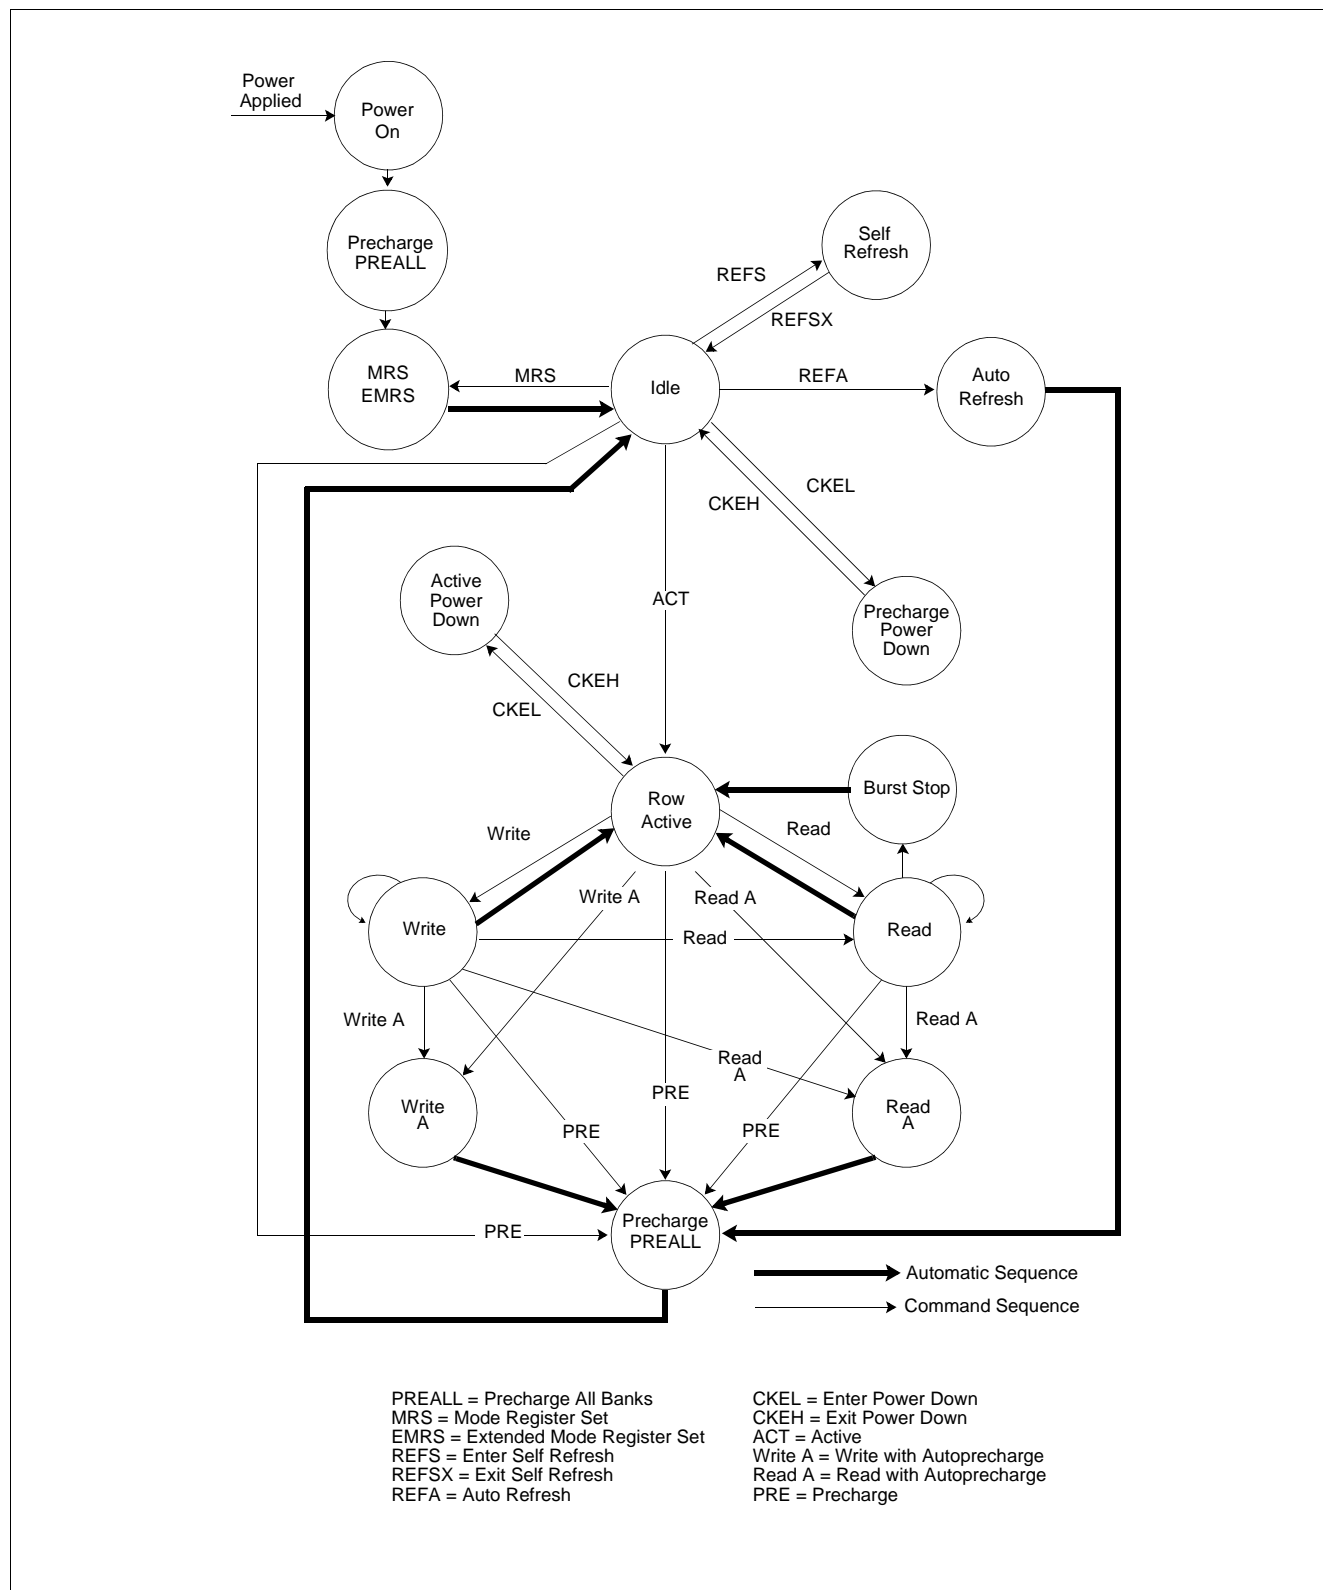 Power
Applied
Power
On
Precharge
PREALL
Self
Refresh
REFS
REFSX
MRS
EMRS
MRS
Idle
REFA
Auto
Refresh
CKEL
CKEH
Active
Power
Down
ACT
Precharge
Power
Down
CKEH
CKEL
Burst Stop
Row
Active
Write
Read
Write A
Read A
Write
Read
Read
Write A
Read A
Read
A
Write
A
PRE
Read
A
PRE
PRE
Precharge
PREALL
PRE
Automatic Sequence
Command Sequence
PREALL = Precharge All Banks
MRS = Mode Register Set
EMRS = Extended Mode Register Set
REFS = Enter Self Refresh
REFSX = Exit Self Refresh
REFA = Auto Refresh
CKEL = Enter Power Down
CKEH = Exit Power Down
ACT = Active
Write A = Write with Autoprecharge
Read A = Read with Autoprecharge
PRE = Precharge